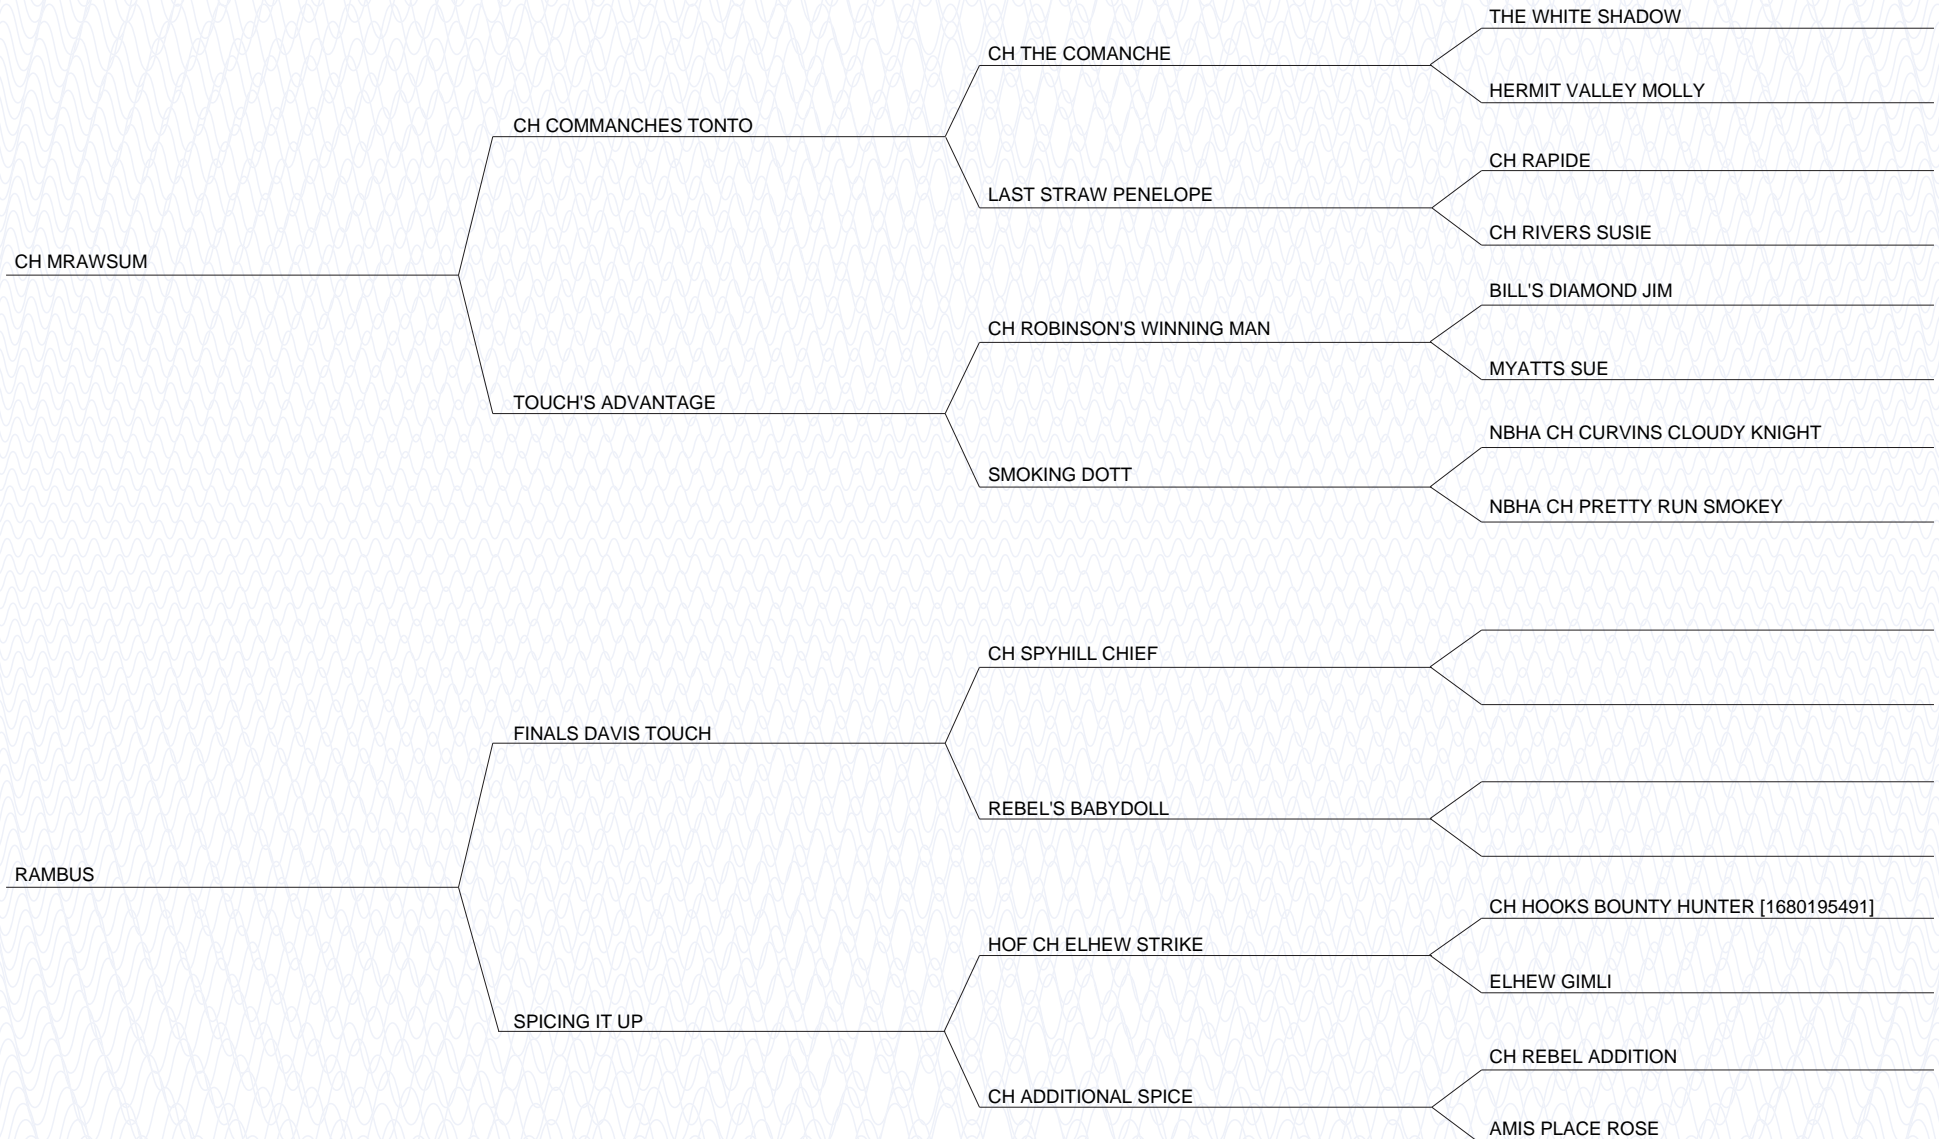 THE WHITE SHADOW
CH THE COMANCHE
HERMIT VALLEY MOLLY
CH COMMANCHES TONTO
CH RAPIDE
LAST STRAW PENELOPE
CH RIVERS SUSIE
CH MRAWSUM
BILL'S DIAMOND JIM
CH ROBINSON'S WINNING MAN
MYATTS SUE
TOUCH'S ADVANTAGE
NBHA CH CURVINS CLOUDY KNIGHT
SMOKING DOTT
NBHA CH PRETTY RUN SMOKEY
CH SPYHILL CHIEF
FINALS DAVIS TOUCH
REBEL'S BABYDOLL
RAMBUS
CH HOOKS BOUNTY HUNTER [1680195491]
HOF CH ELHEW STRIKE
ELHEW GIMLI
SPICING IT UP
CH REBEL ADDITION
CH ADDITIONAL SPICE
AMIS PLACE ROSE